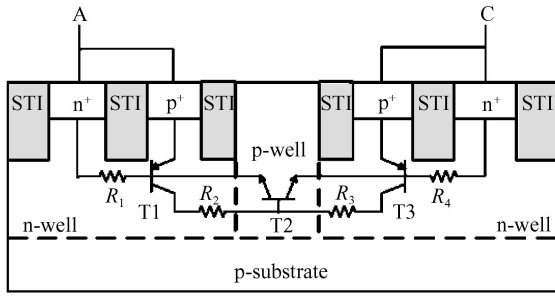 A C
STI n+ STI p+ STI STI p+ STI n+ STI
p-well
R1 R2 R3 R4
T1 T2 T3
n-well n-well
p-substrate